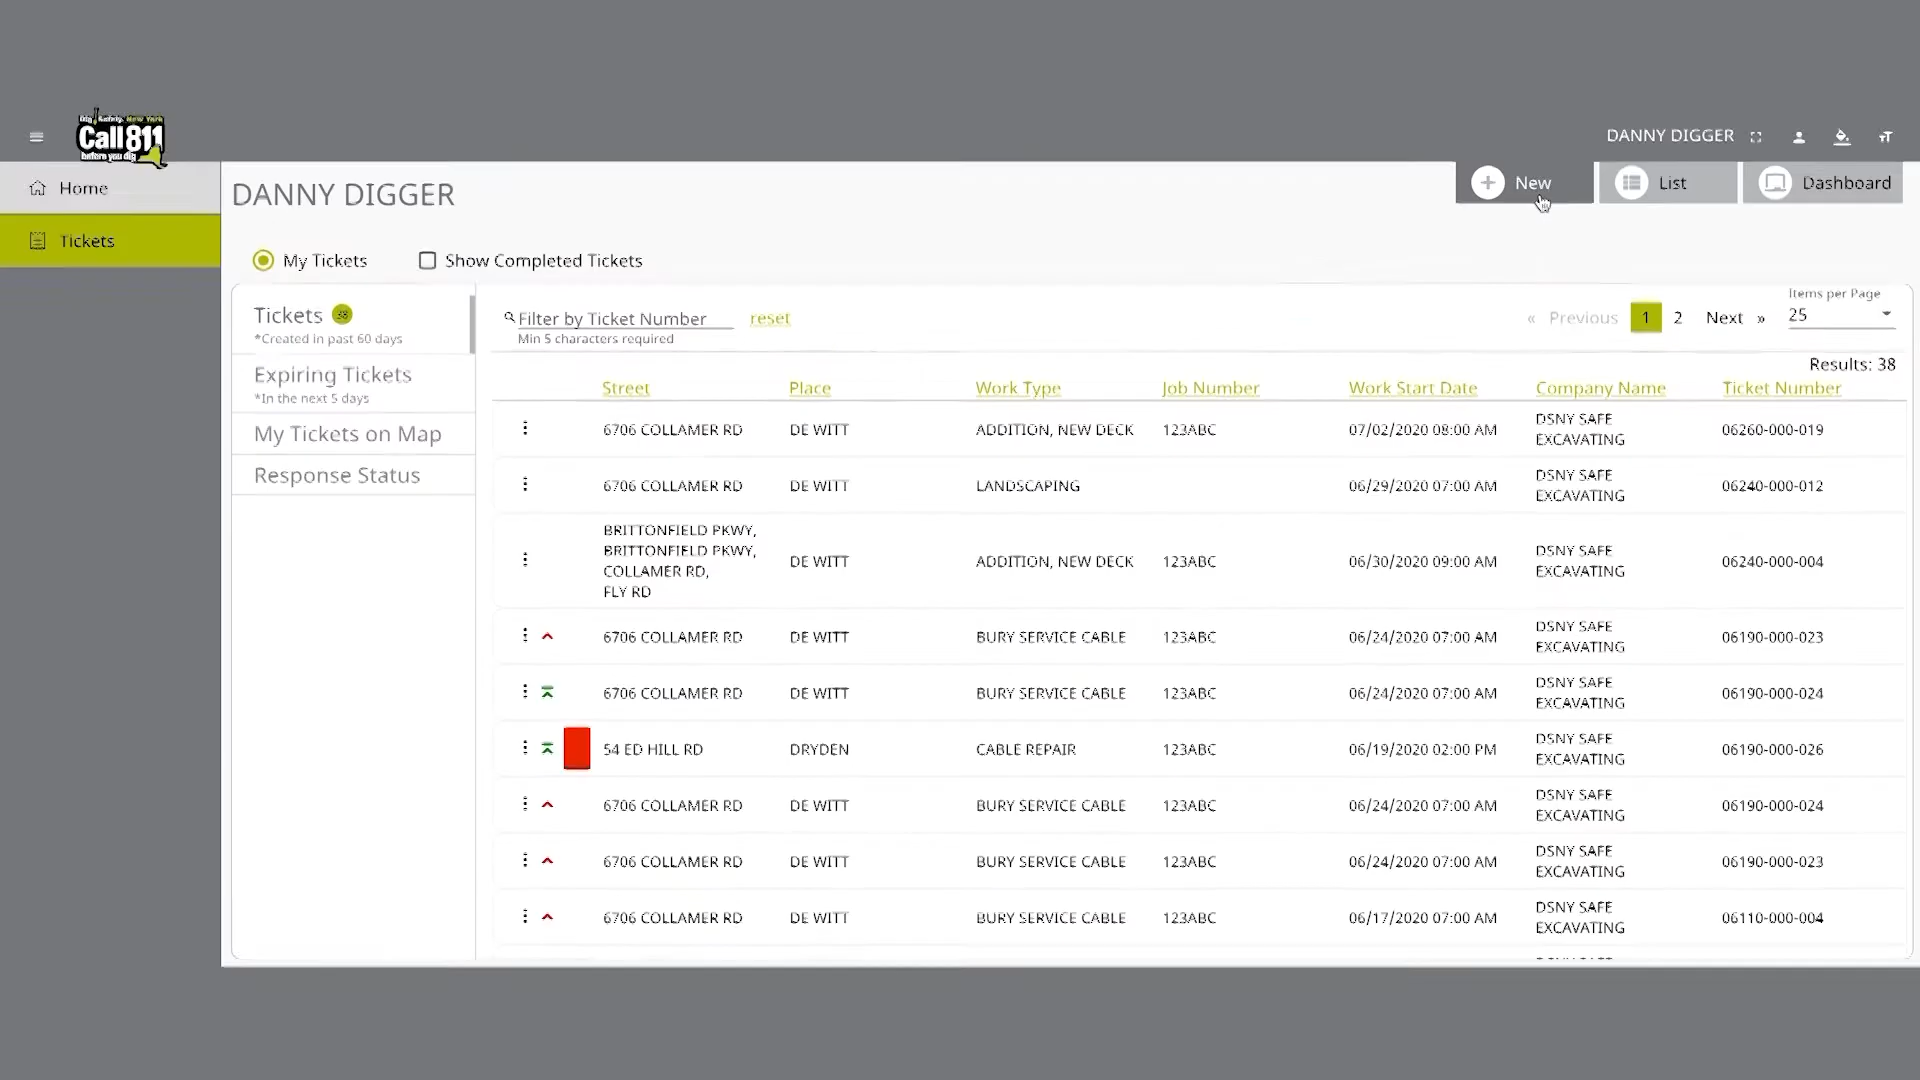 Dig Safely. New York
Call 811
before you dig
DANNY DIGGER
Home
Tickets
DANNY DIGGER
New
List
Dashboard
My Tickets
Show Completed Tickets
Tickets 38
*Created in past 60 days
Expiring Tickets
*In the next 5 days
My Tickets on Map
Response Status
Filter by Ticket Number
reset
Min 5 characters required
« Previous 1 2 Next »
Items per Page
25
Results: 38
Street Place Work Type Job Number Work Start Date Company Name Ticket Number
6706 COLLAMER RD DE WITT ADDITION, NEW DECK 123ABC 07/02/2020 08:00 AM DSNY SAFE EXCAVATING 06260-000-019
6706 COLLAMER RD DE WITT LANDSCAPING 06/29/2020 07:00 AM DSNY SAFE EXCAVATING 06240-000-012
BRITTONFIELD PKWY,
BRITTONFIELD PKWY,
COLLAMER RD,
FLY RD
DE WITT ADDITION, NEW DECK 123ABC 06/30/2020 09:00 AM DSNY SAFE EXCAVATING 06240-000-004
6706 COLLAMER RD DE WITT BURY SERVICE CABLE 123ABC 06/24/2020 07:00 AM DSNY SAFE EXCAVATING 06190-000-023
6706 COLLAMER RD DE WITT BURY SERVICE CABLE 123ABC 06/24/2020 07:00 AM DSNY SAFE EXCAVATING 06190-000-024
54 ED HILL RD DRYDEN CABLE REPAIR 123ABC 06/19/2020 02:00 PM DSNY SAFE EXCAVATING 06190-000-026
6706 COLLAMER RD DE WITT BURY SERVICE CABLE 123ABC 06/24/2020 07:00 AM DSNY SAFE EXCAVATING 06190-000-024
6706 COLLAMER RD DE WITT BURY SERVICE CABLE 123ABC 06/24/2020 07:00 AM DSNY SAFE EXCAVATING 06190-000-023
6706 COLLAMER RD DE WITT BURY SERVICE CABLE 123ABC 06/17/2020 07:00 AM DSNY SAFE EXCAVATING 06110-000-004